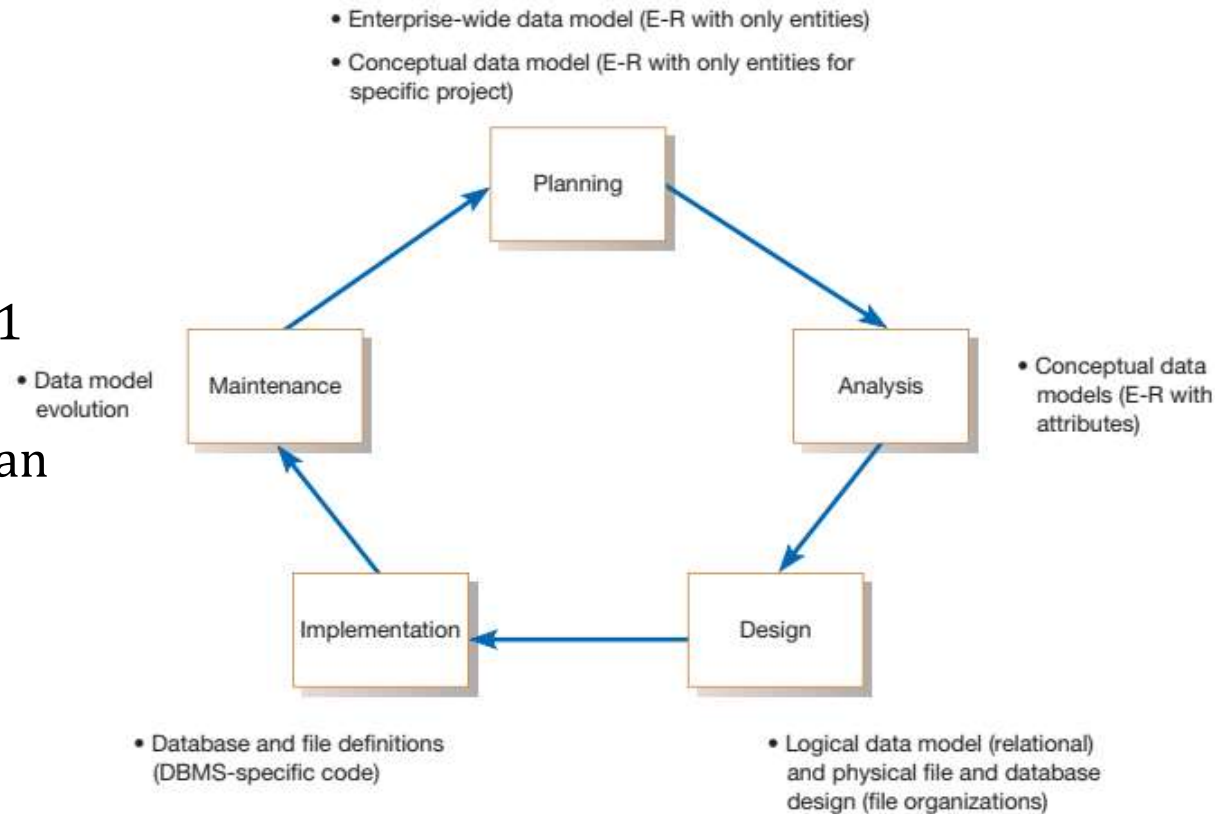 • Enterprise-wide data model (E-R with only entities)
• Conceptual data model (E-R with only entities for
specific project)
Planning
1
• Data model
evolution
Maintenance
Analysis
• Conceptual data
models (E-R with
attributes)
an
Implementation
Design
• Database and file definitions
(DBMS-specific code)
• Logical data model (relational)
and physical file and database
design (file organizations)